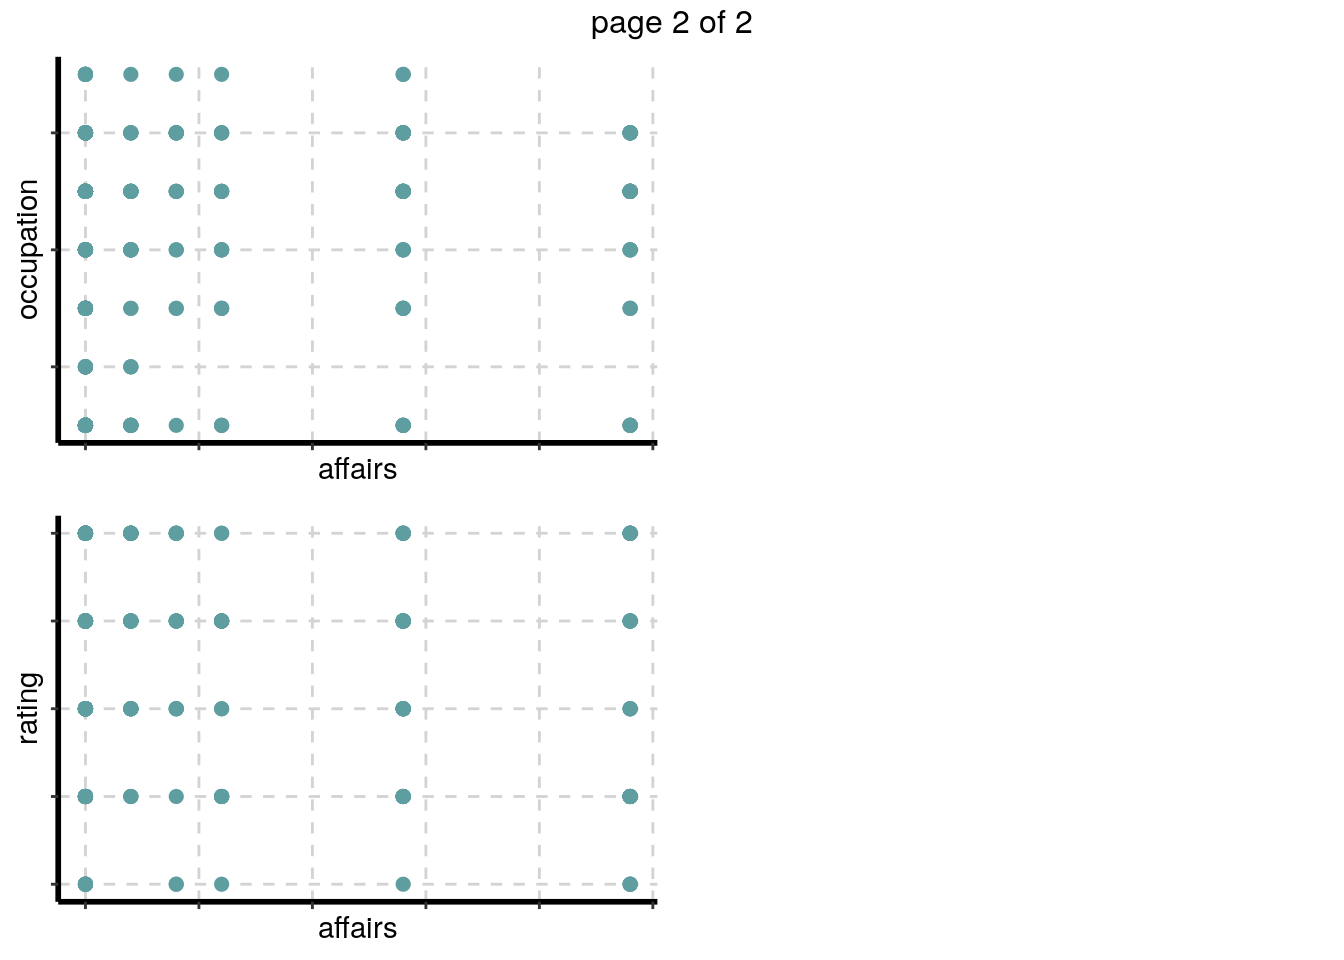 page 2 of 2
occupation
affairs
rating
affairs